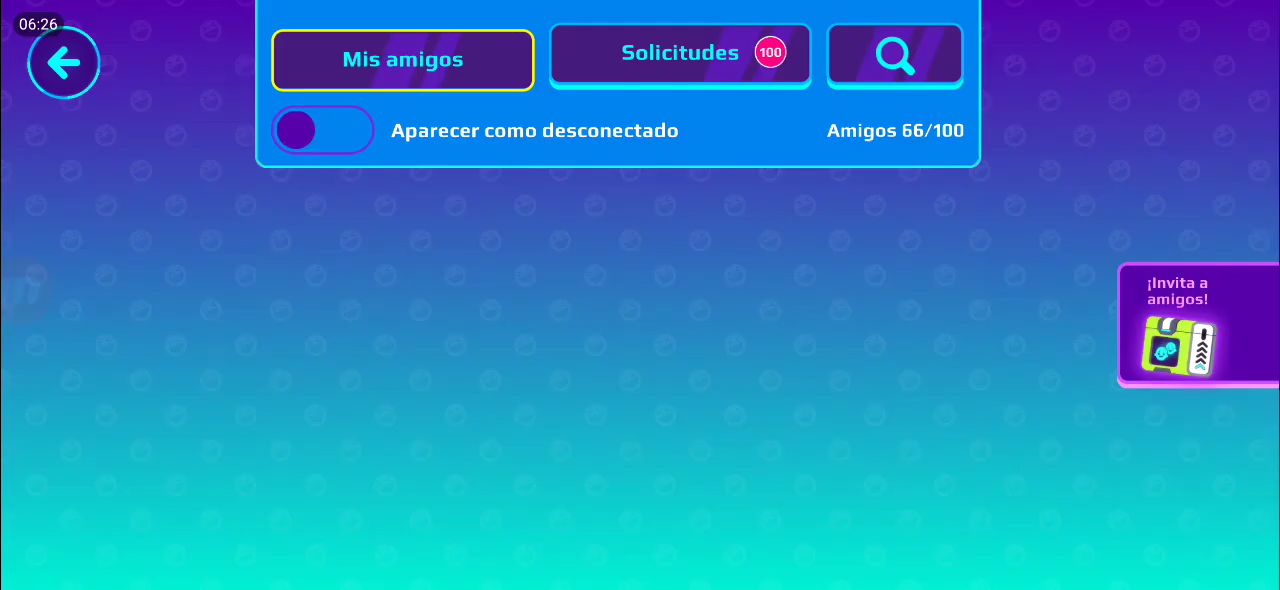 06:26
Mis amigos
Solicitudes 100
Aparecer como desconectado
Amigos 66/100
¡Invita a
amigos!